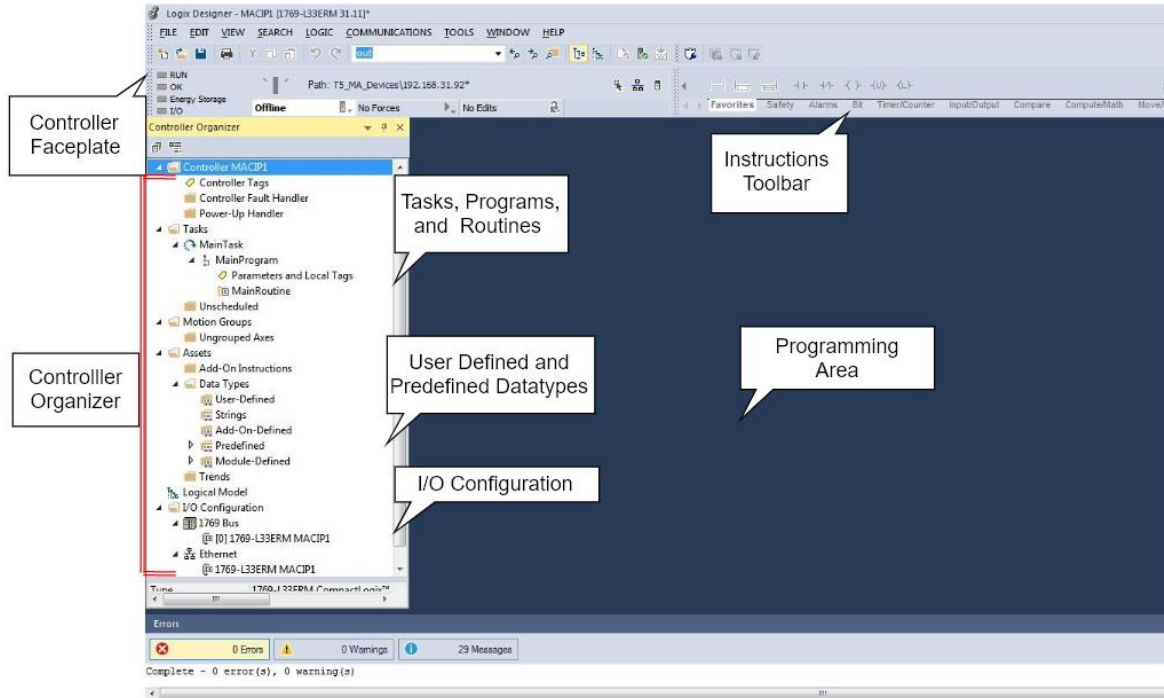 Logix Designer - MACIP1 [1769-L33ERM 31.11]*
FILE EDIT VIEW SEARCH LOGIC COMMUNICATIONS TOOLS WINDOW HELP
out
RUN
OK
Energy Storage
I/O
Path: T5_MA_Devices\192.168.31.92*
Offline
No Forces
No Edits
Favorites Safety Alarms Bit Timer/Counter Input/Output Compare Compute/Math Move/
Controller
Faceplate
Instructions
Toolbar
Controller Organizer
Controller MACIP1
Controller Tags
Controller Fault Handler
Power-Up Handler
Tasks
MainTask
MainProgram
Parameters and Local Tags
MainRoutine
Unscheduled
Motion Groups
Ungrouped Axes
Assets
Add-On Instructions
Data Types
User-Defined
Strings
Add-On-Defined
Predefined
Module-Defined
Trends
Logical Model
I/O Configuration
1769 Bus
[0] 1769-L33ERM MACIP1
Ethernet
1769-L33ERM MACIP1
Type 1769-L33ERM CompactLogix™
Tasks, Programs,
and Routines
User Defined and
Predefined Datatypes
I/O Configuration
Programming
Area
Controlller
Organizer
Errors
0 Errors
0 Warnings
29 Messages
Complete - 0 error(s), 0 warning(s)